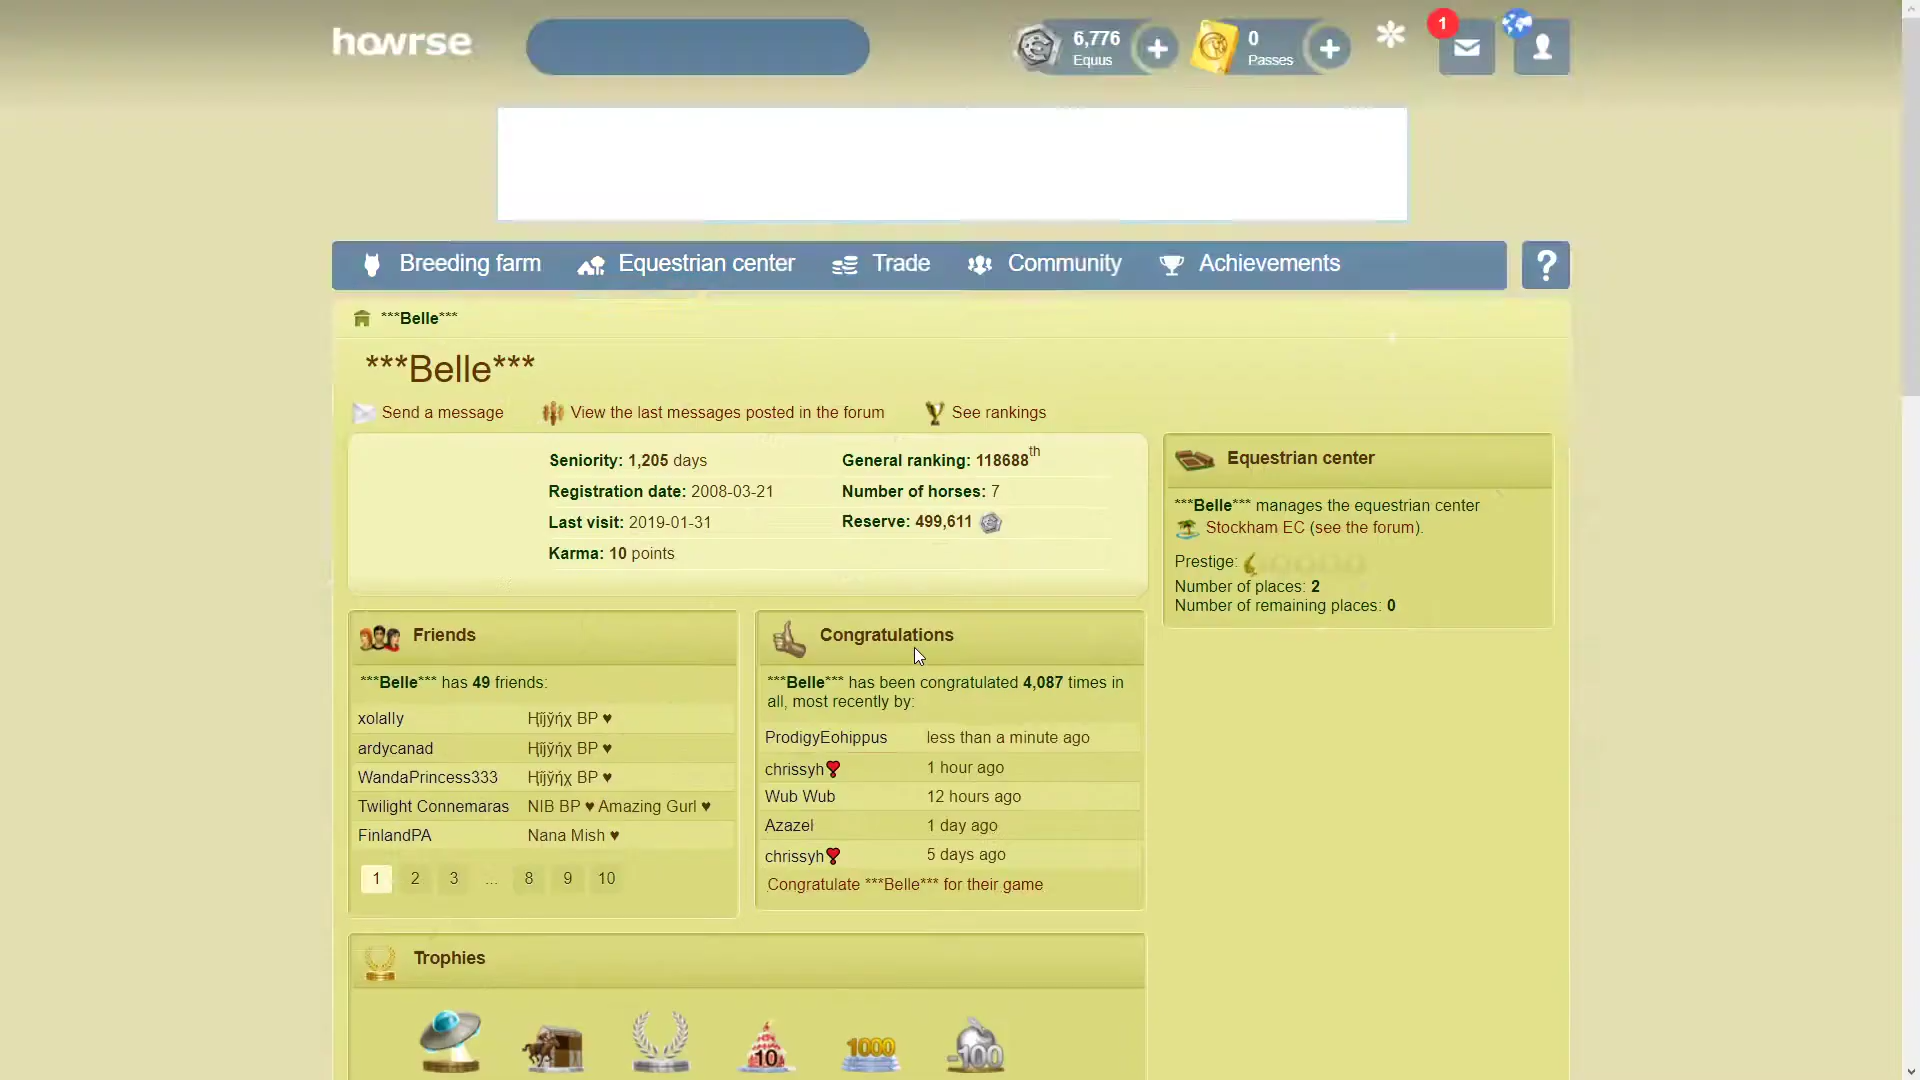 howrse
6,776
Equus
0
Passes
1
Breeding farm
Equestrian center
Trade
Community
Achievements
?
***Belle***
***Belle***
Send a message
View the last messages posted in the forum
See rankings
Seniority: 1,205 days
General ranking: 118688th
Registration date: 2008-03-21
Number of horses: 7
Last visit: 2019-01-31
Reserve: 499,611
Karma: 10 points
Equestrian center
***Belle*** manages the equestrian center
Stockham EC (see the forum).
Prestige:
Number of places: 2
Number of remaining places: 0
Friends
***Belle*** has 49 friends:
xolally
ardycanad
WandaPrincess333
Twilight Connemaras NIB BP ♥ Amazing Gurl ♥
FinlandPA Nana Mish ♥
1 2 3 ... 8 9 10
Congratulations
***Belle*** has been congratulated 4,087 times in
all, most recently by:
ProdigyEohippus less than a minute ago
chrissyh 1 hour ago
Wub Wub 12 hours ago
Azazel 1 day ago
chrissyh 5 days ago
Congratulate ***Belle*** for their game
Trophies
10
1000
-100